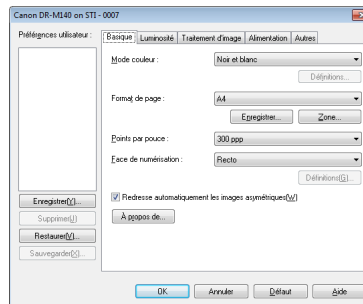 Canon DR-M140 on STI - 0007
Préférences utilisateur :
Basique Luminosité Traitement d'image Alimentation Autres
Mode couleur : Noir et blanc
Définitions...
Format de page : A4
Enregistrer... Zone...
Points par pouce : 300 ppp
Face de numérisation : Recto
Définitions(G)...
Redresse automatiquement les images asymétriques(W)
À propos de...
Enregistrer(Y)...
Supprimer(J)
Restaurer(V)...
Sauvegarder(X)...
OK Annuler Défaut Aide